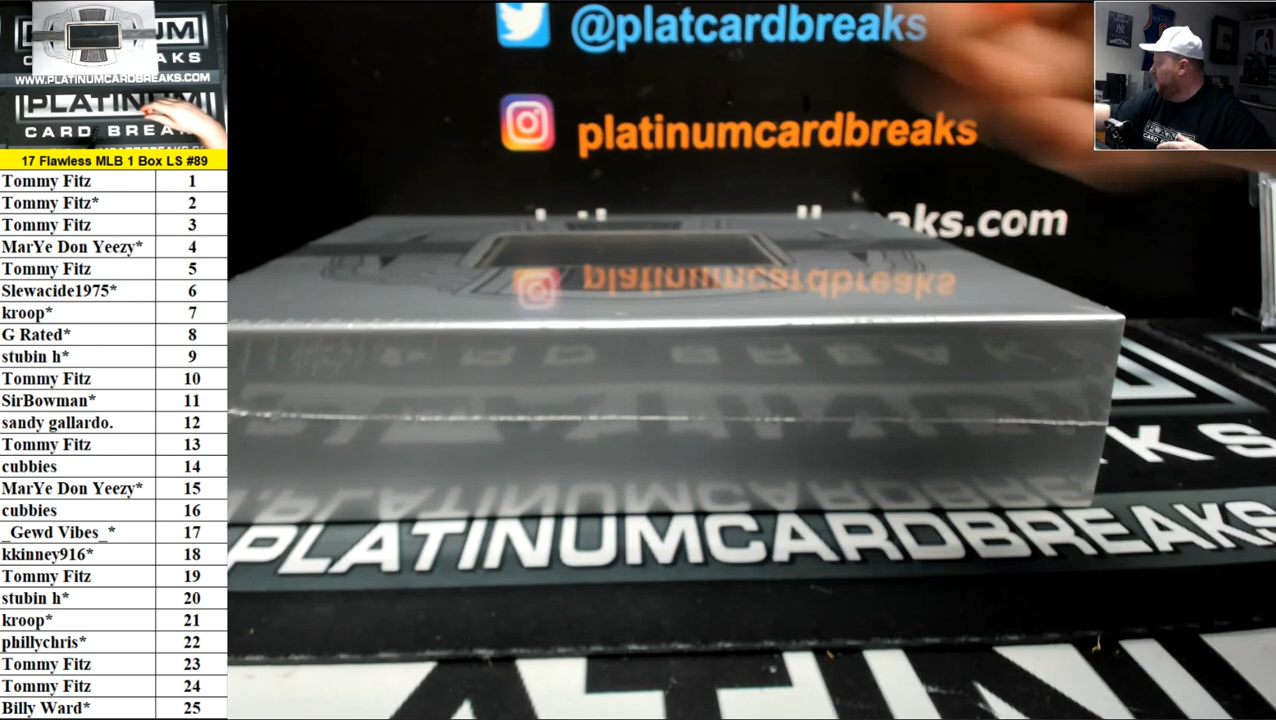 UM
WWW.PLATINUMCARDBREAKS.COM
PLATINUM
CARD BREAKS
17 Flawless MLB 1 Box LS #89
Tommy Fitz 1
Tommy Fitz* 2
Tommy Fitz 3
MarYe Don Yeezy* 4
Tommy Fitz 5
Slewacide1975* 6
kroop* 7
G Rated* 8
stubin h* 9
Tommy Fitz 10
SirBowman* 11
sandy gallardo. 12
Tommy Fitz 13
cubbies 14
MarYe Don Yeezy* 15
cubbies 16
_Gewd Vibes_* 17
kkinney916* 18
Tommy Fitz 19
stubin h* 20
kroop* 21
phillychris* 22
Tommy Fitz 23
Tommy Fitz 24
Billy Ward* 25
@platcardbreaks
platinumcardbreaks
aks.com
KS
PLATINUMCARDBREAKS